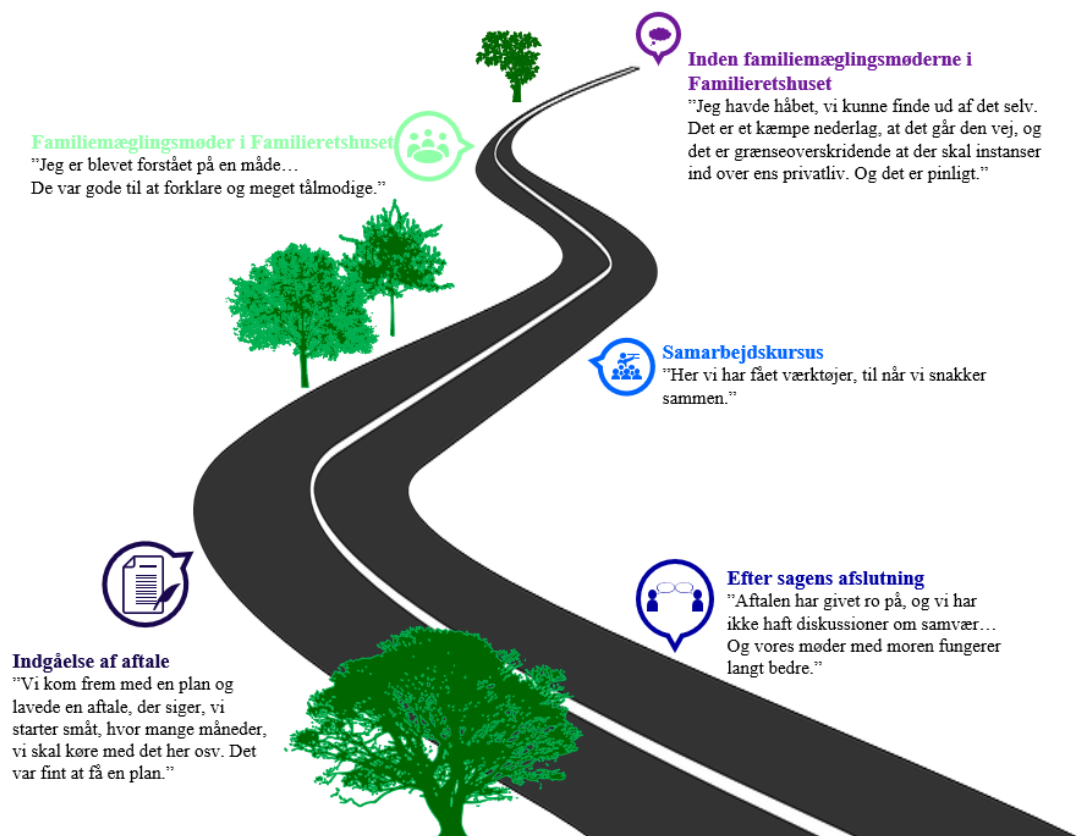 Inden familiemæglingsmøderne i
Familieretshuset
”Jeg havde håbet, vi kunne finde ud af det selv.
Det er et kæmpe nederlag, at det går den vej, og
det er grænseoverskridende at der skal instanser
ind over ens privatliv. Og det er pinligt.”
Familiemæglingsmøder i Familieretshuset
”Jeg er blevet forstået på en måde…
De var gode til at forklare og meget tålmodige.”
Samarbejdskursus
”Her vi har fået værktøjer, til når vi snakker
sammen.”
Indgåelse af aftale
”Vi kom frem med en plan og
lavede en aftale, der siger, vi
starter småt, hvor mange måneder,
vi skal køre med det her osv. Det
var fint at få en plan.”
Efter sagens afslutning
”Aftalen har givet ro på, og vi har
ikke haft diskussioner om samvær…
Og vores møder med moren fungerer
langt bedre.”